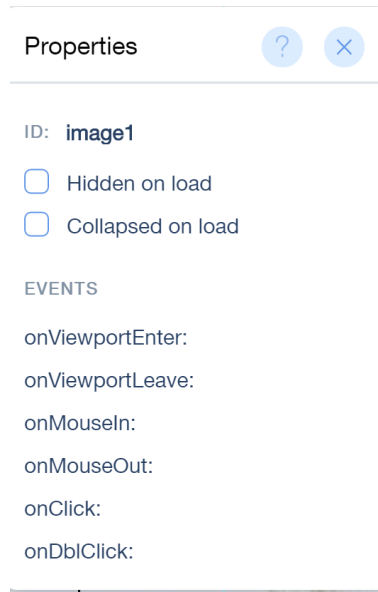 Properties
?
ID: image1
Hidden on load
Collapsed on load
EVENTS
onViewportEnter:
onViewportLeave:
onMouseIn:
onMouseOut:
onClick:
onDblClick: